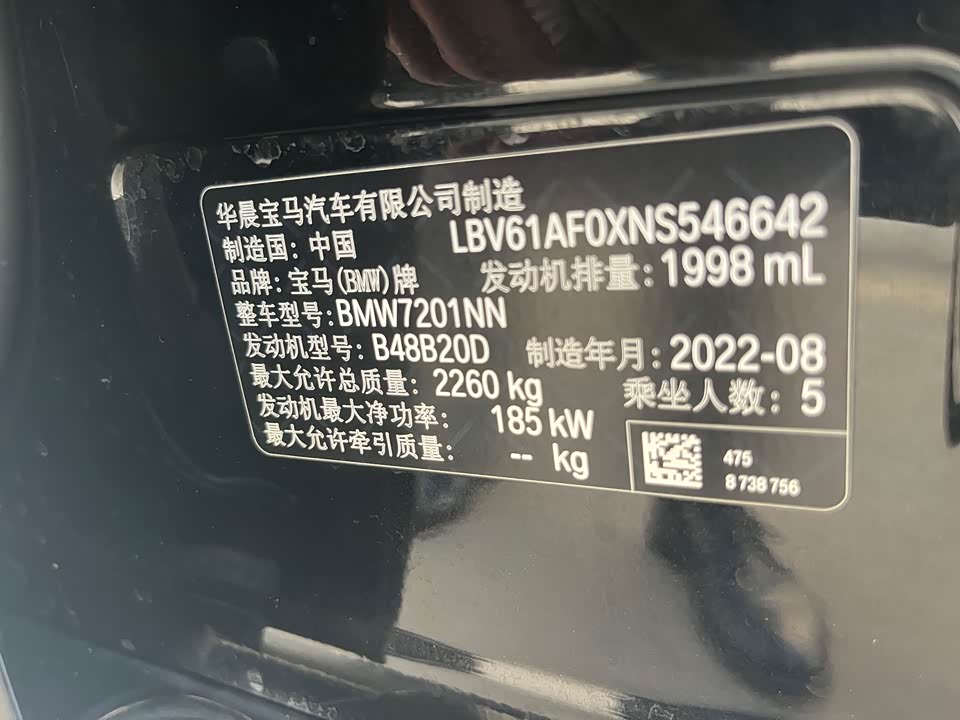 华晨宝马汽车有限公司制造
制造国：中国 LBV61AF0XNS546642
品牌：宝马(BMW)牌 发动机排量：1998 mL
整车型号：BMW7201NN
发动机型号：B48B20D 制造年月：2022-08
最大允许总质量：2260 kg 乘坐人数：5
发动机最大净功率：185 kW
最大允许牵引质量：-- kg
475
8 738 756